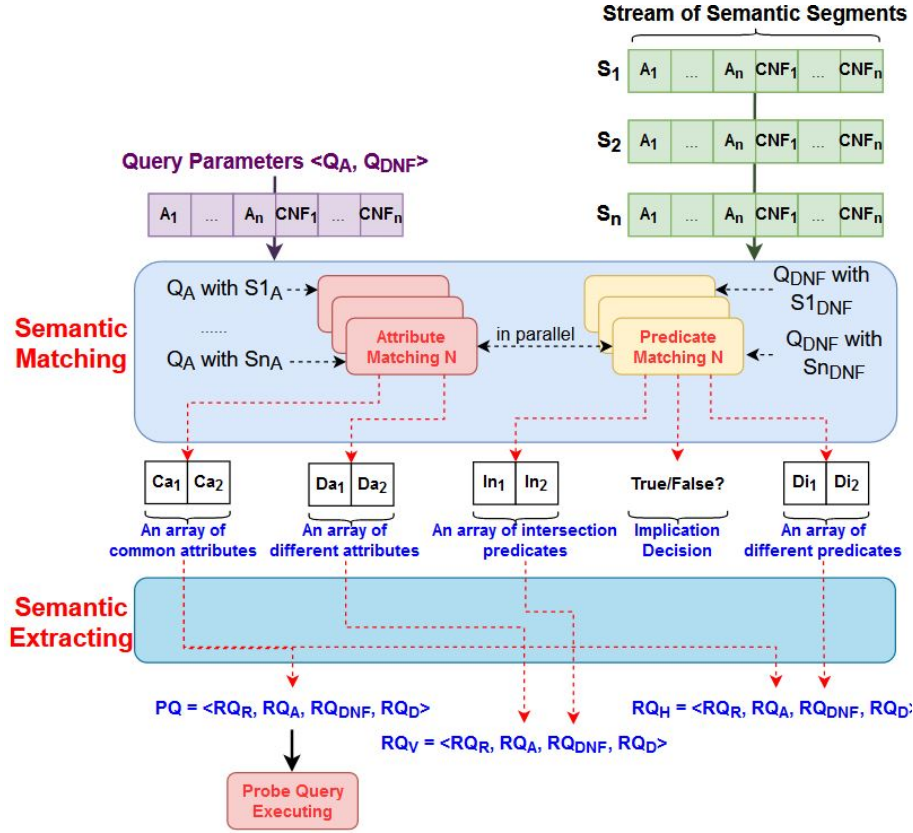 Stream of Semantic Segments
S1 A1 ... An CNF1 ... CNFn
S2 A1 ... An CNF1 ... CNFn
Query Parameters <QA, QDNF>
A1 ... An CNF1 ... CNFn
Sn A1 ... An CNF1 ... CNFn
Semantic
Matching
QA with S1A
......
QA with SnA
Attribute
Matching N
in parallel
Predicate
Matching N
QDNF with
S1DNF
QDNF with
SnDNF
Ca1 Ca2
An array of
common attributes
Da1 Da2
An array of
different attributes
In1 In2
An array of intersection
predicates
True/False?
Implication
Decision
Di1 Di2
An array of
different predicates
Semantic
Extracting
PQ = <RQR, RQA, RQDNF, RQD>
RQV = <RQR, RQA, RQDNF, RQD>
RQH = <RQR, RQA, RQDNF, RQD>
Probe Query
Executing